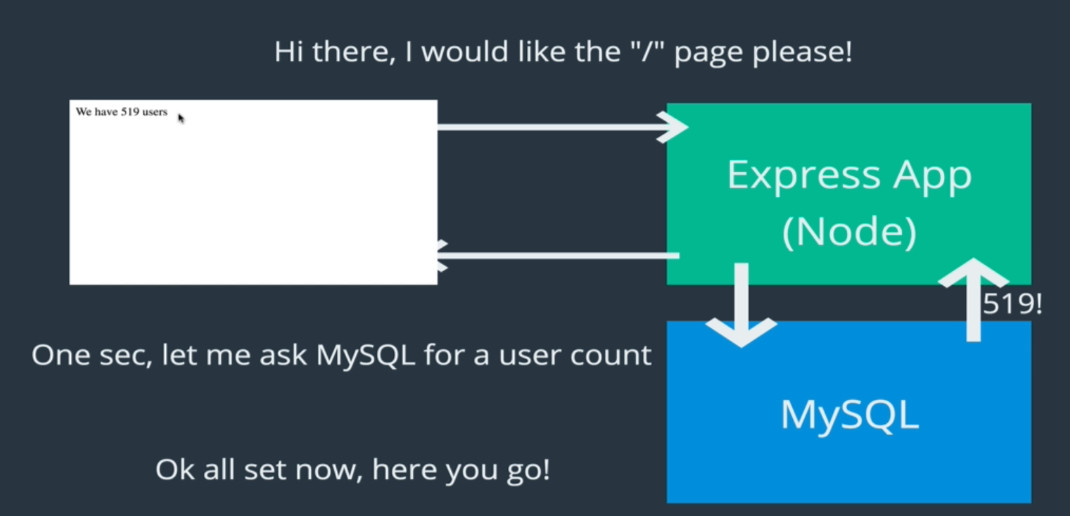 Hi there, I would like the "/" page please!
We have 519 users
Express App
(Node)
519!
One sec, let me ask MySQL for a user count
MySQL
Ok all set now, here you go!